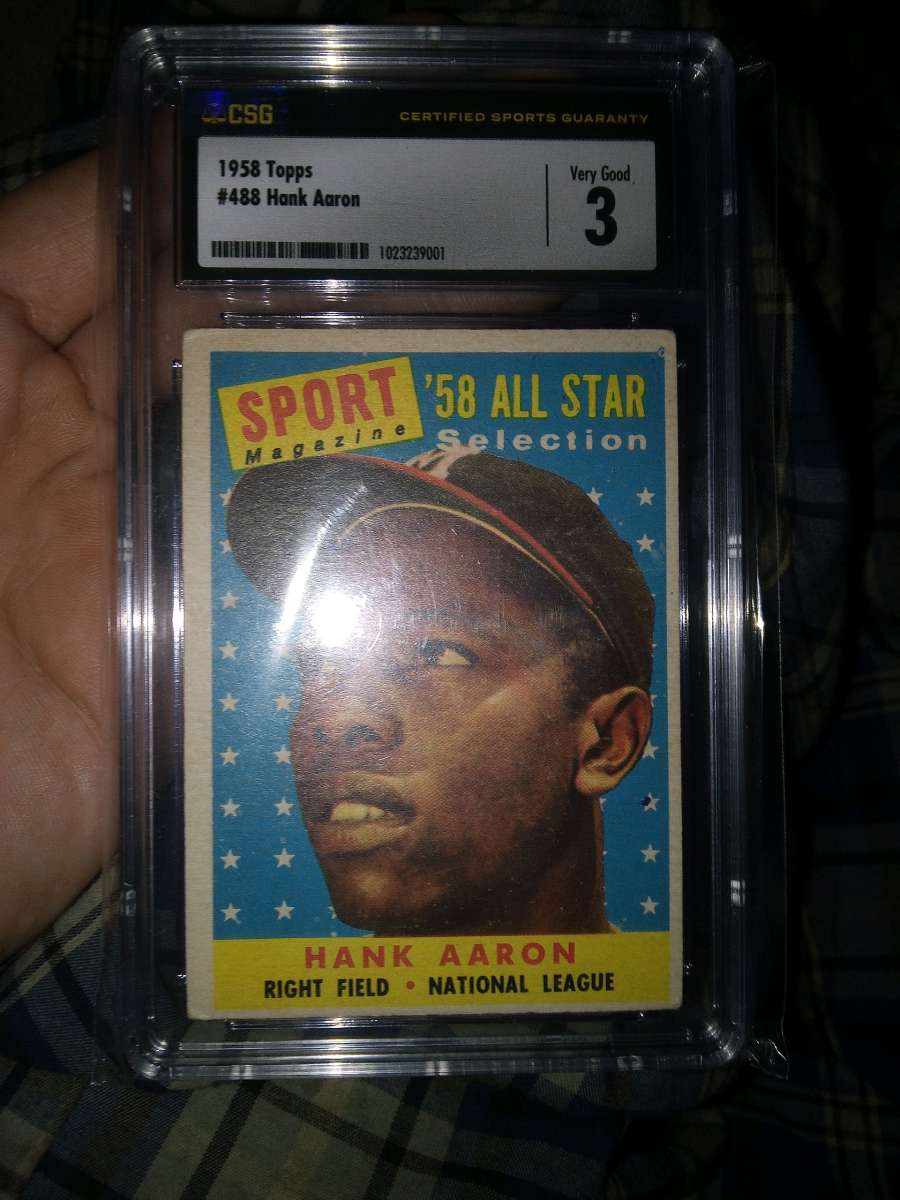 CSG
CERTIFIED SPORTS GUARANTY
1958 Topps
#488 Hank Aaron
Very Good
3
1023239001
SPORT
Magazine
'58 ALL STAR
Selection
HANK AARON
RIGHT FIELD • NATIONAL LEAGUE